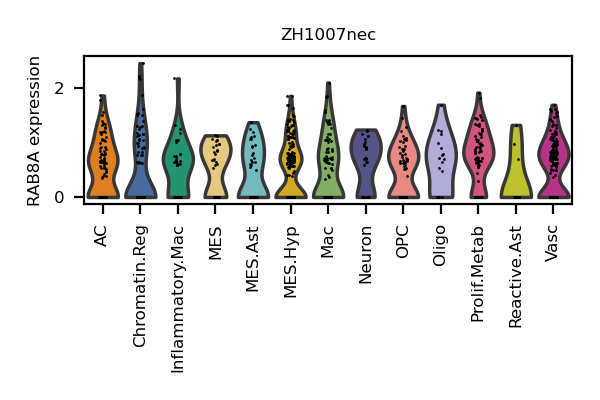 ZH1007nec
RAB8A expression
2
0
AC
Chromatin.Reg
Inflammatory.Mac
MES
MES.Ast
MES.Hyp
Mac
Neuron
OPC
Oligo
Prolif.Metab
Reactive.Ast
Vasc